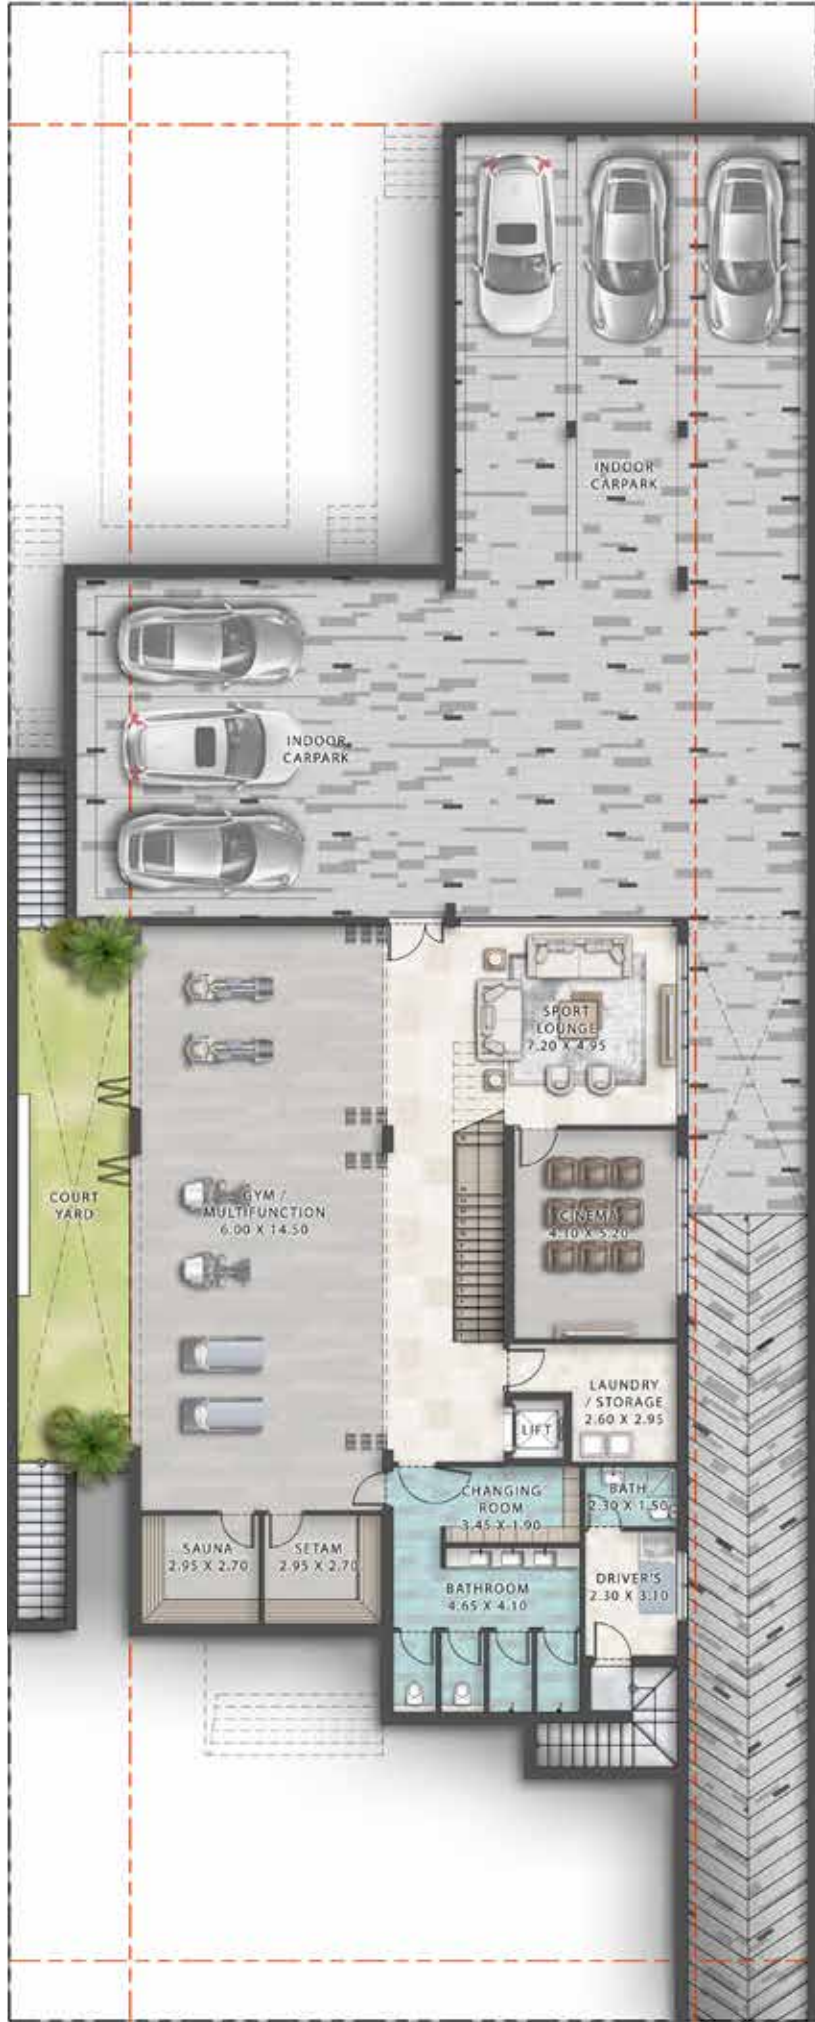 INDOOR
CARPARK
INDOOR
CARPARK
SPORT
LOUNGE
7.20 X 4.95
COURT
YARD
GYM /
MULTIFUNCTION
6.00 X 14.50
CINEMA
4.10 X 5.20
LAUNDRY
/ STORAGE
2.60 X 2.95
LIFT
CHANGING
ROOM
3.45 X 1.90
BATH
2.30 X 1.50
SAUNA
2.95 X 2.70
SETAM
2.95 X 2.70
BATHROOM
4.65 X 4.10
DRIVER'S
2.30 X 3.10